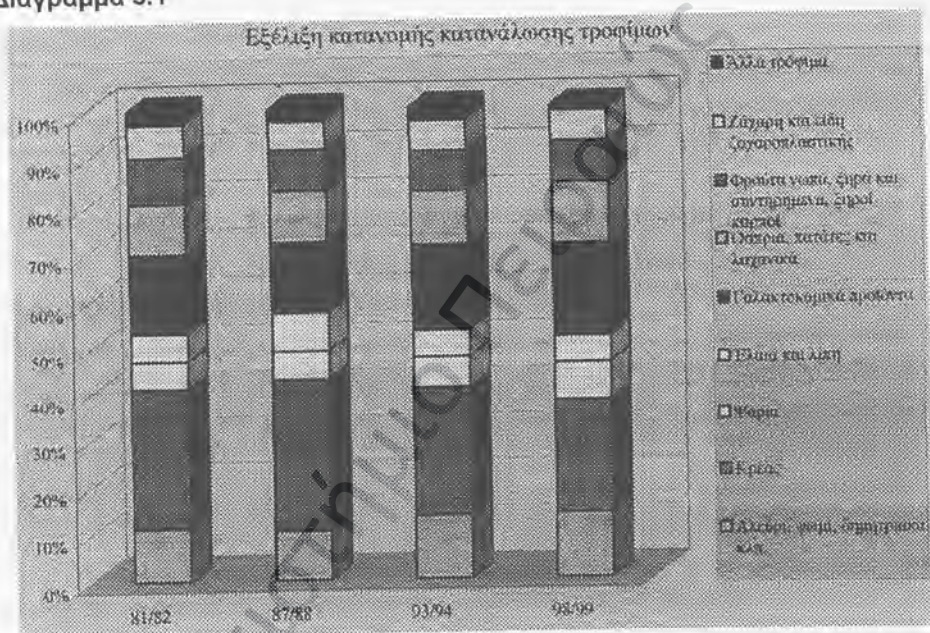 Διάγραμμα 3.1
Εξέλιξη κατανομής κατανάλωσης τροφίμων
100%
90%
80%
70%
60%
50%
40%
30%
20%
10%
0%
81/82
87/88
93/94
98/99
Άλλα τρόφιμα
Ζάχαρη και είδη
ζαχαροπλαστικής
Φρούτα νωπά, ξηρά και
συντηρημένα, ξηροί
καρποί
Όσπρια, πατάτες και
λαχανικά
Γαλακτοκομικά προϊόντα
Έλαια και λίπη
Ψάρια
Κρέας
Αλεύρι, ψωμί, δημητριακά
κλπ.